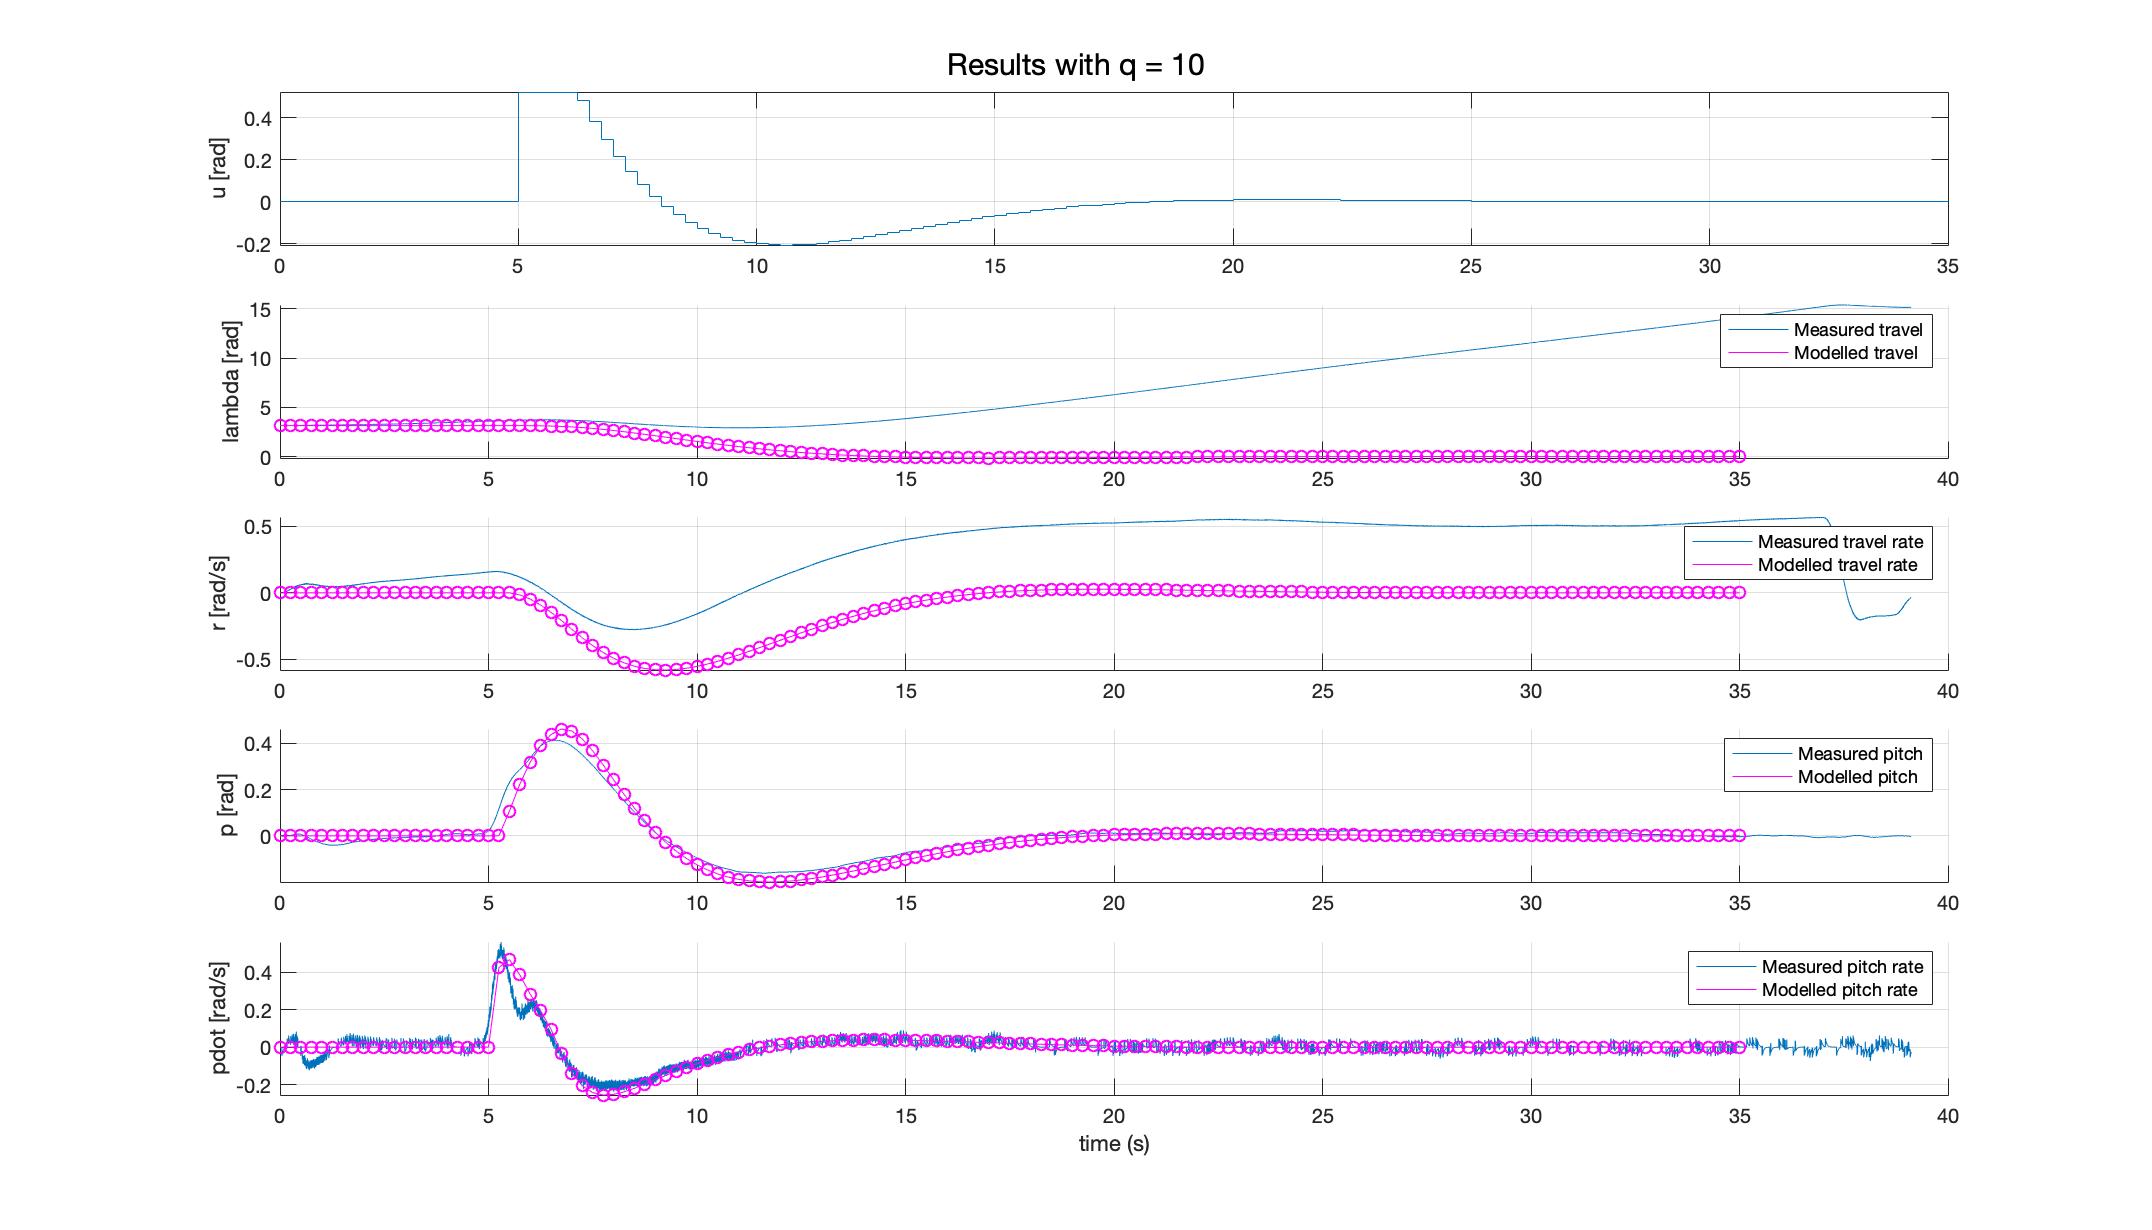 Results with q = 10
u [rad]
0.4
0.2
0
-0.2
0 5 10 15 20 25 30 35
lambda [rad]
15
10
5
0
Measured travel
Modelled travel
0 5 10 15 20 25 30 35 40
r [rad/s]
0.5
0
-0.5
Measured travel rate
Modelled travel rate
0 5 10 15 20 25 30 35 40
p [rad]
0.4
0.2
0
Measured pitch
Modelled pitch
0 5 10 15 20 25 30 35 40
pdot [rad/s]
0.4
0.2
0
-0.2
Measured pitch rate
Modelled pitch rate
0 5 10 15 20 25 30 35 40
time (s)